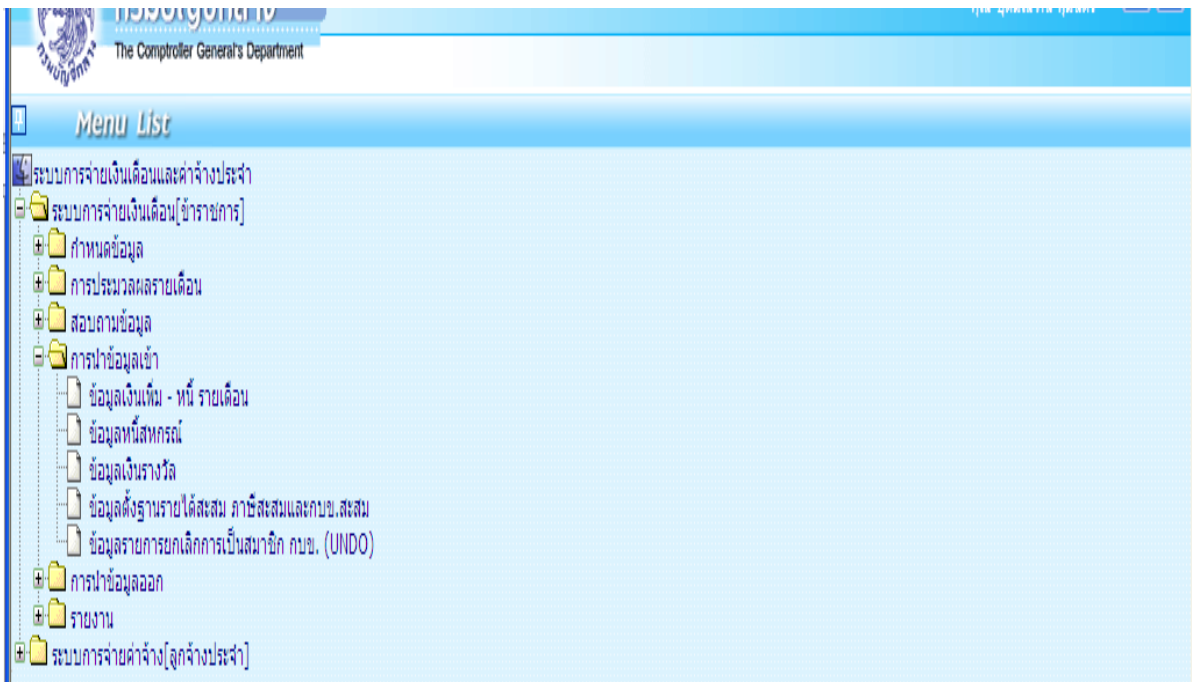 The Comptroller General's Department
กรมบัญชีกลาง
Menu List
ระบบการจ่ายเงินเดือนและค่าจ้างประจำ
ระบบการจ่ายเงินเดือน[ข้าราชการ]
กำหนดข้อมูล
การประมวลผลรายเดือน
สอบถามข้อมูล
การนำข้อมูลเข้า
ข้อมูลเงินเพิ่ม - หนี้ รายเดือน
ข้อมูลหนี้สหกรณ์
ข้อมูลเงินรางวัล
ข้อมูลตั้งฐานรายได้สะสม ภาษีสะสมและกบข.สะสม
ข้อมูลรายการยกเลิกการเป็นสมาชิก กบข. (UNDO)
การนำข้อมูลออก
รายงาน
ระบบการจ่ายค่าจ้าง[ลูกจ้างประจำ]